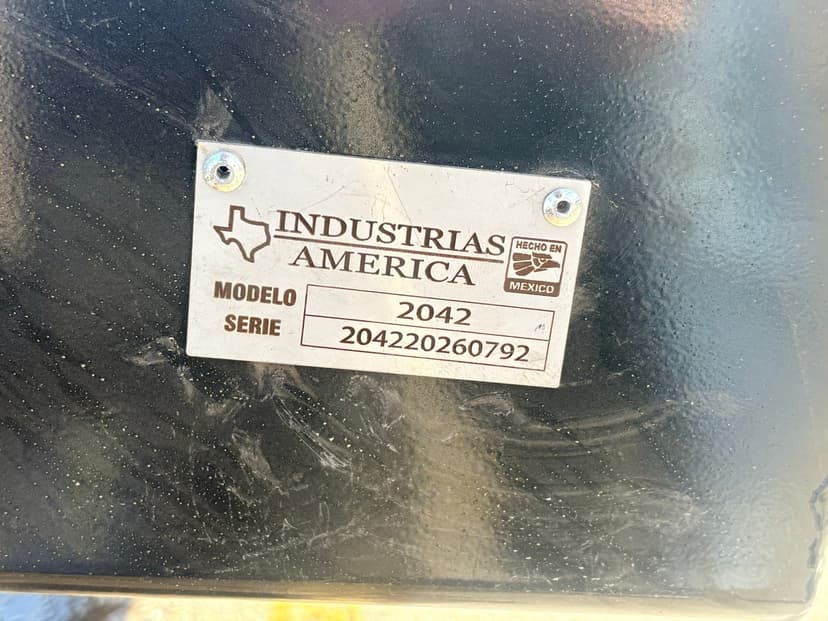 INDUSTRIAS
AMERICA
HECHO EN
MEXICO
MODELO 2042
SERIE 204220260792